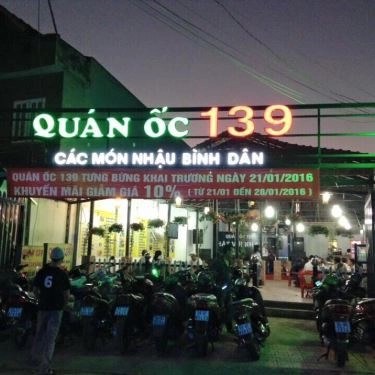 QUÁN ỐC 139
CÁC MÓN NHẬU BÌNH DÂN
QUÁN ỐC 139 TƯNG BỪNG KHAI TRƯƠNG NGÀY 21/01/2016
KHUYẾN MÃI GIẢM GIÁ 10% (TỪ 21/01 ĐẾN 28/01/2016)
6